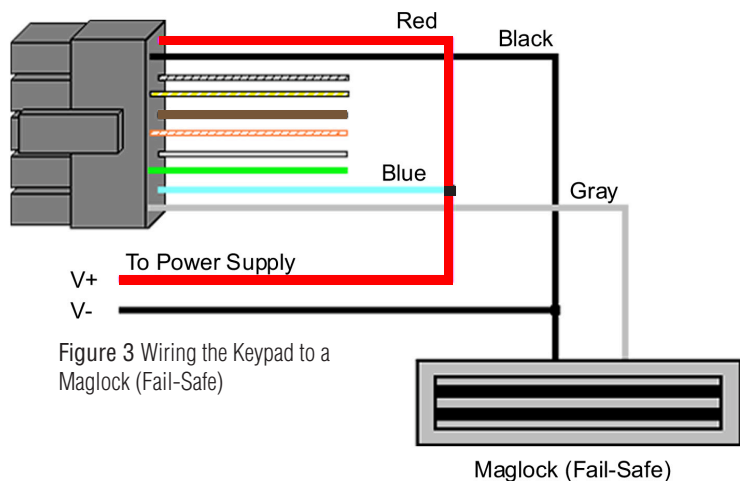 Red
Black
Blue
Gray
To Power Supply
V+
V-
Figure 3 Wiring the Keypad to a
Maglock (Fail-Safe)
Maglock (Fail-Safe)